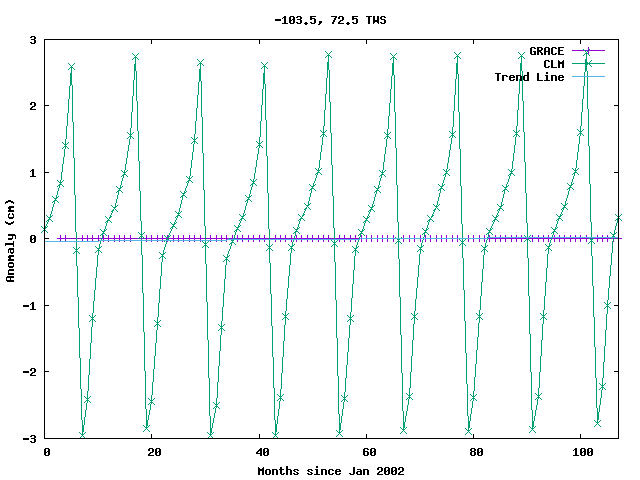 -103.5, 72.5 TWS
GRACE
CLM
Trend Line
3
2
1
0
-1
-2
-3
Anomaly (cm)
0 20 40 60 80 100
Months since Jan 2002